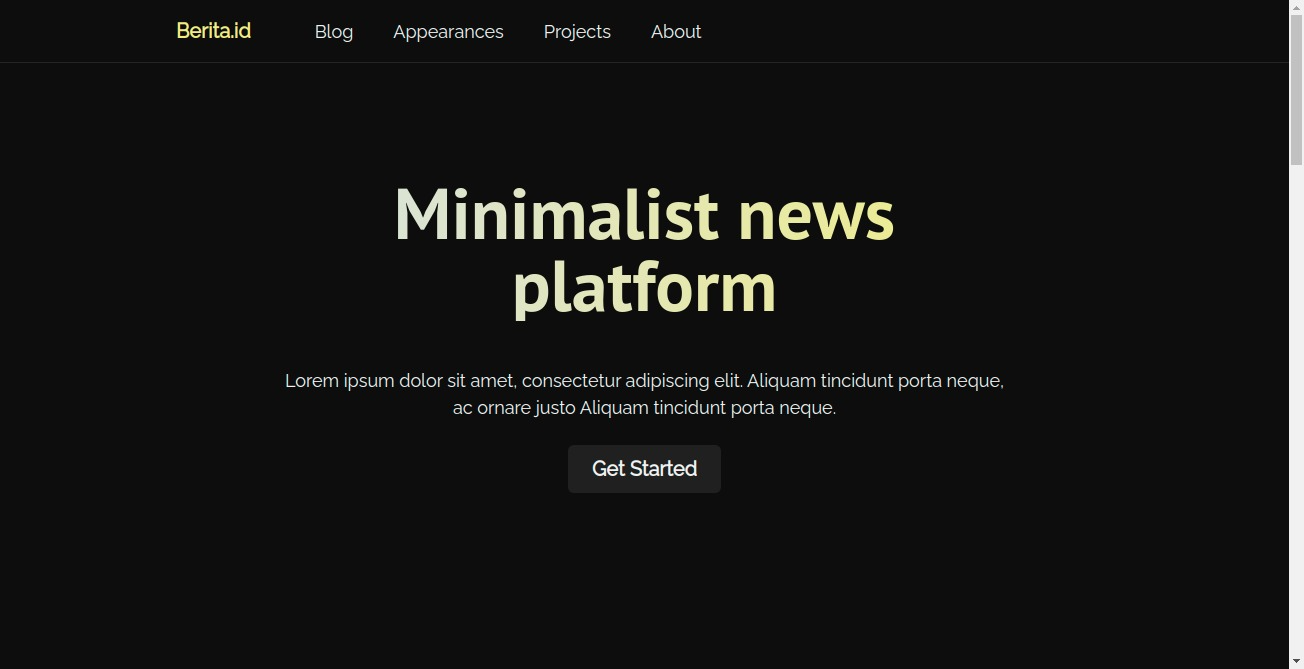 Berita.id Blog Appearances Projects About
Minimalist news
platform
Lorem ipsum dolor sit amet, consectetur adipiscing elit. Aliquam tincidunt porta neque,
ac ornare justo Aliquam tincidunt porta neque.
Get Started